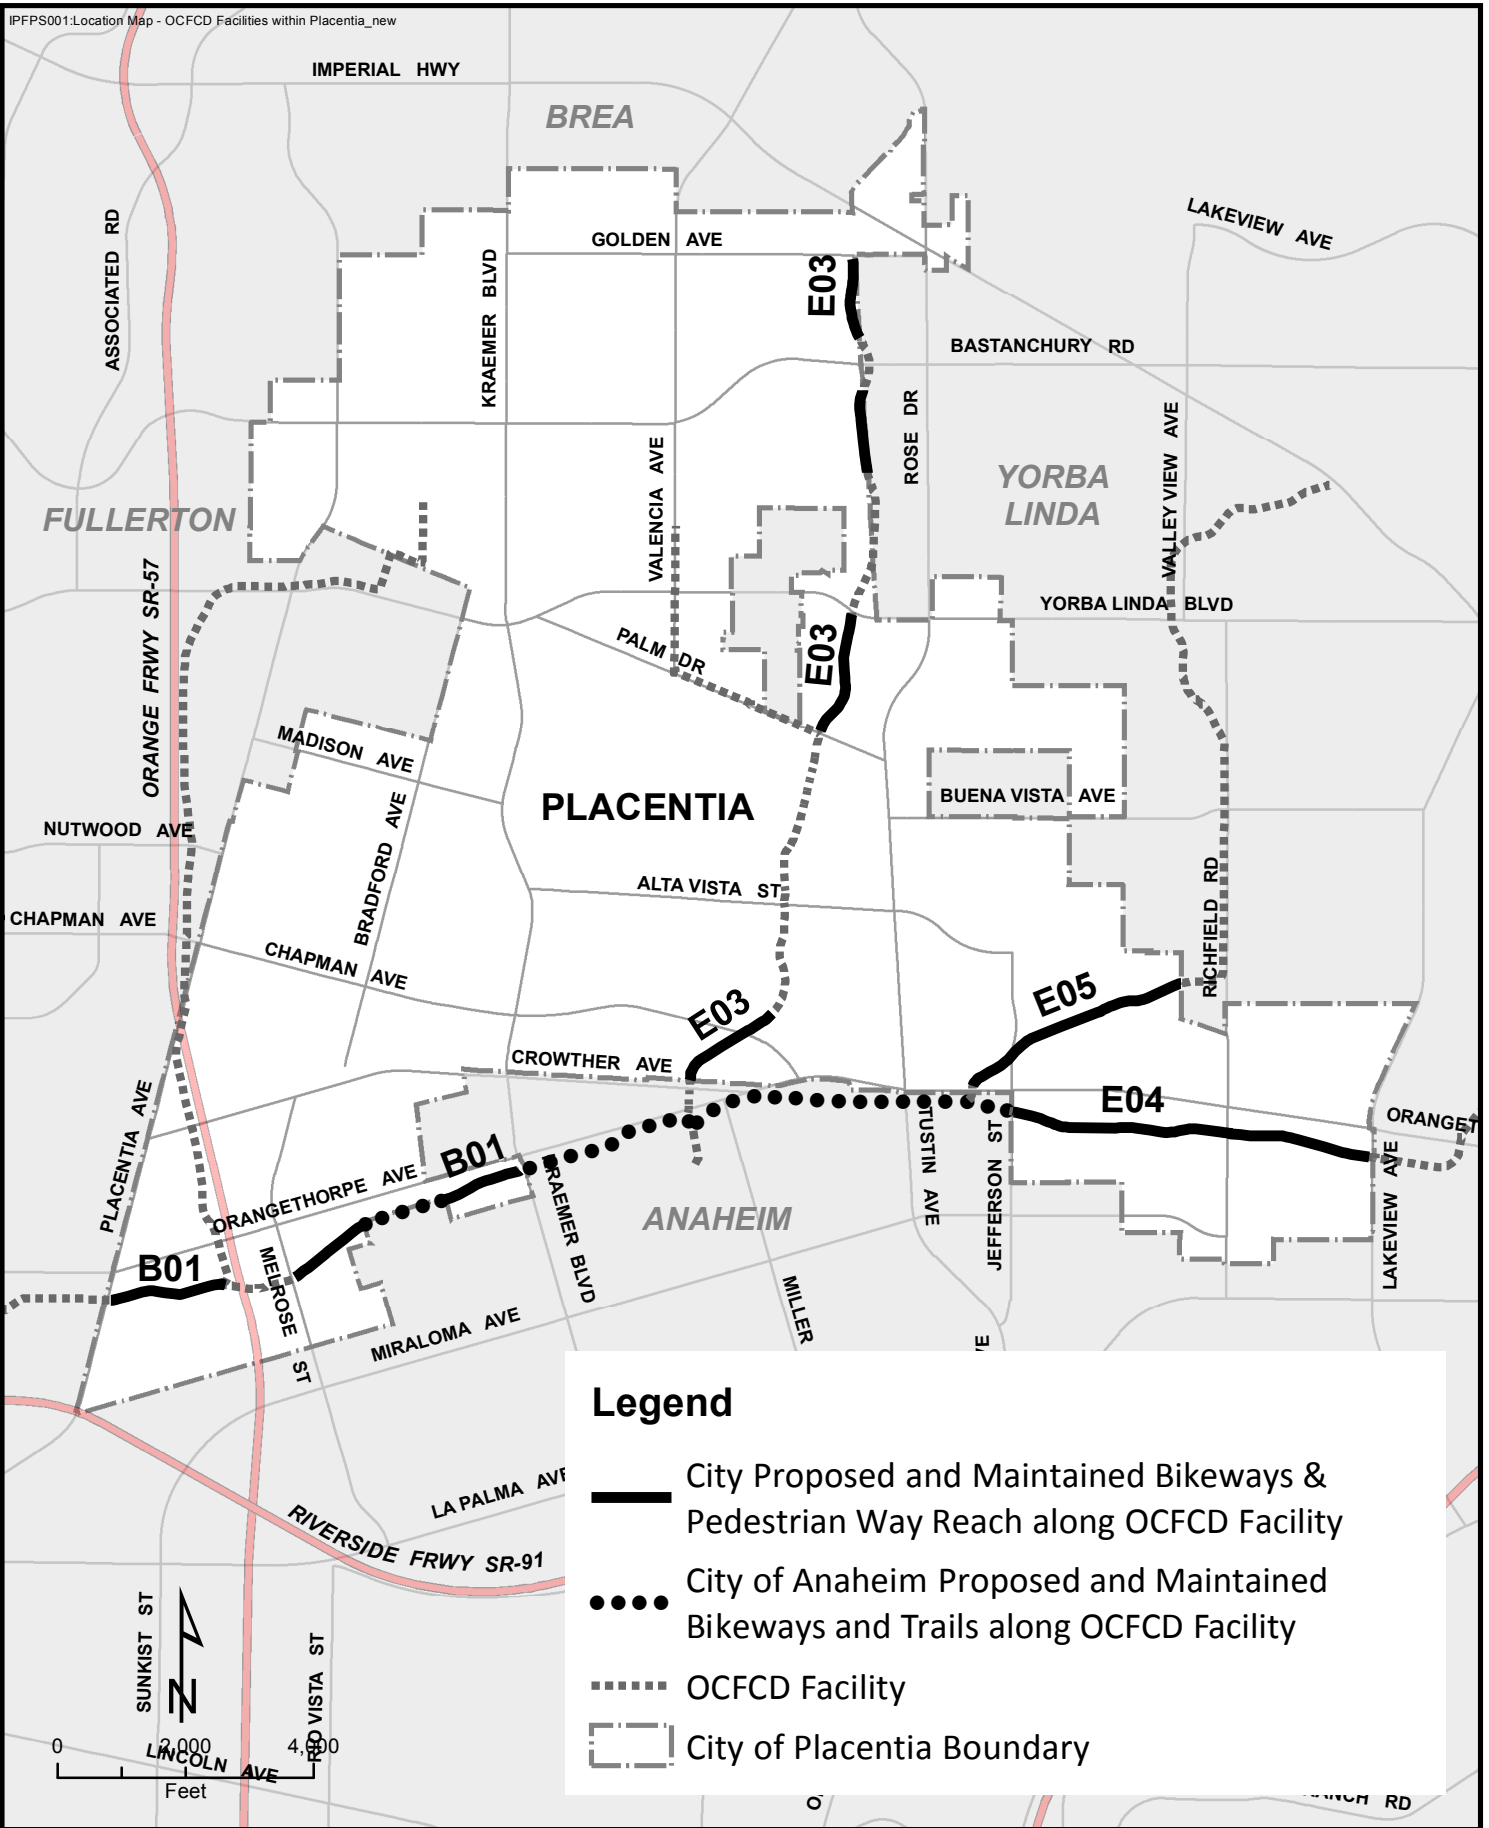 IPFPS001:Location Map - OCFCD Facilities within Placentia_new
IMPERIAL HWY
BREA
ASSOCIATED RD
LAKEVIEW AVE
GOLDEN AVE
KRAEMER BLVD
E03
BASTANCHURY RD
ROSE DR
VALENCIA AVE
VALLEY VIEW AVE
YORBA
LINDA
FULLERTON
ORANGE FRWY SR-57
YORBA LINDA BLVD
PALM DR
E03
MADISON AVE
PLACENTIA
BUENA VISTA AVE
NUTWOOD AVE
BRADFORD AVE
ALTA VISTA ST
RICHFIELD RD
CHAPMAN AVE
CHAPMAN AVE
E03
E05
CROWTHER AVE
E04
ORANGET
PLACENTIA AVE
TUSTIN AVE
JEFFERSON ST
LAKEVIEW AVE
B01
ORANGETHORPE AVE
ANAHEIM
RAEMER BLVD
B01
MELROSE ST
MILLER
MIRALOMA AVE
LA PALMA AVE
RIVERSIDE FRWY SR-91
SUNKIST ST
RIO VISTA ST
N
0 2,000 4,000
LINCOLN AVE
Feet
Legend
City Proposed and Maintained Bikeways &
Pedestrian Way Reach along OCFCD Facility
City of Anaheim Proposed and Maintained
Bikeways and Trails along OCFCD Facility
OCFCD Facility
City of Placentia Boundary
RD